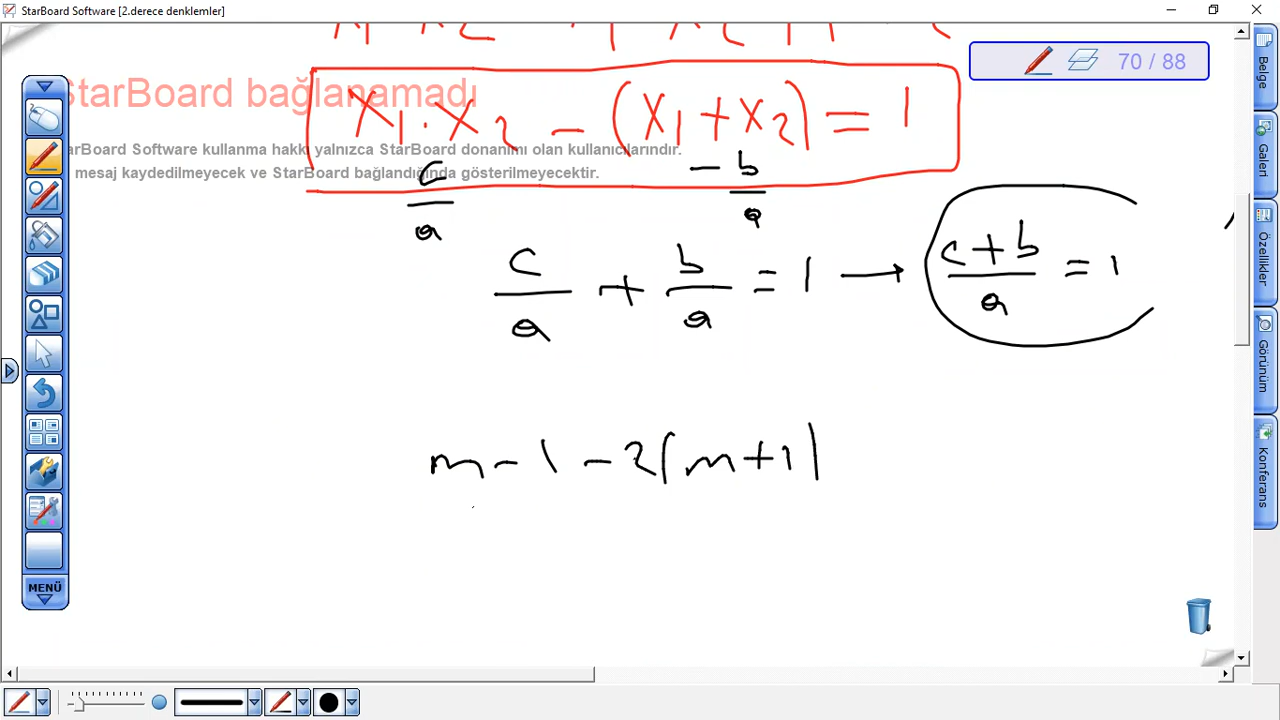 StarBoard Software [2.derece denklemler]
70 / 88
StarBoard bağlanamadı
x₁.x₂ - (x₁+x₂) = 1
arBoard Software kullanma hakkı yalnızca StarBoard donanımı olan kullanıcılarındır.
mesaj kaydedilmeyecek ve StarBoard bağlandığında gösterilmeyecektir.
c/a -b/a
c/a + b/a = 1 → (c+b)/a = 1
m-1-2(m+1)
MENÜ
Belge
Galeri
Özellikler
Görünüm
Konferans